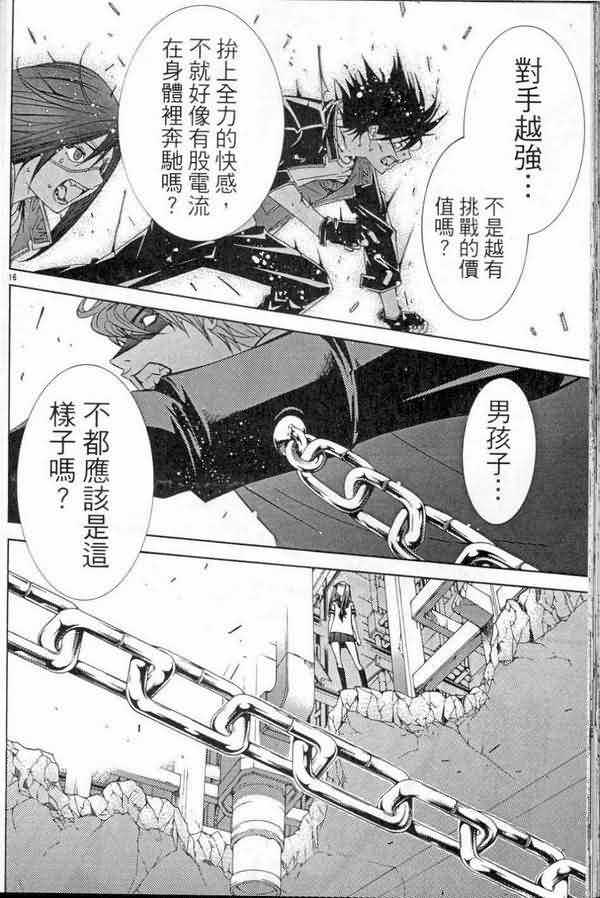 對手越強…
不是越有
挑戰的價
值嗎？
拚上全力的快感，
不就好像有股電流
在身體裡奔馳嗎？
16
男孩子…
不都應該是這
樣子嗎？